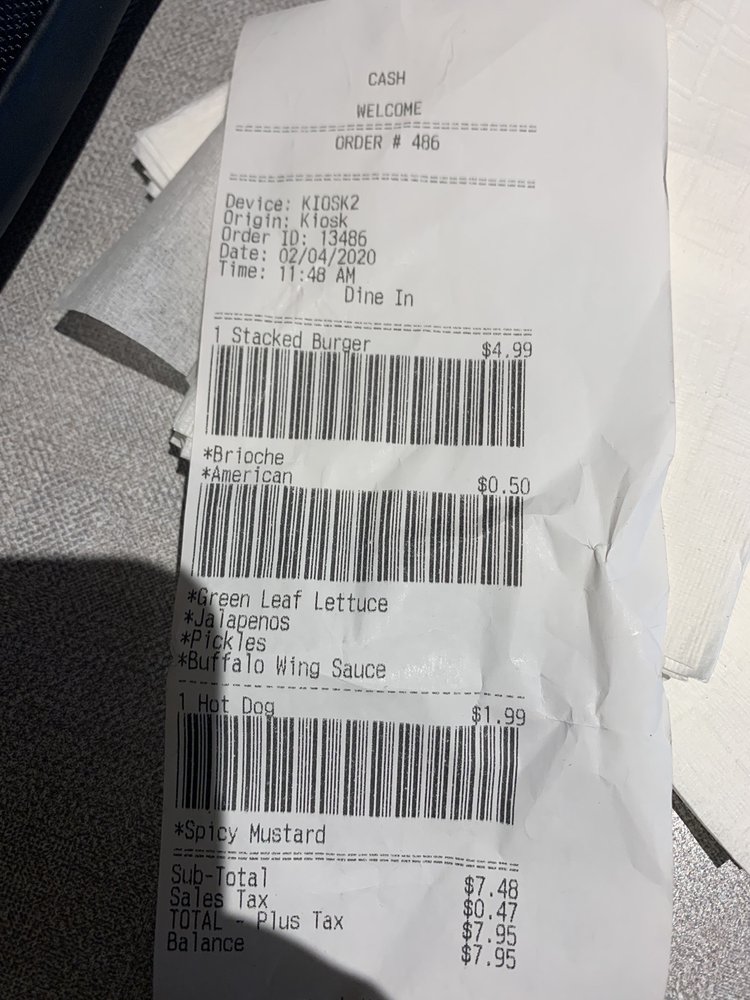 CASH
WELCOME
ORDER # 486
Device: KIOSK2
Origin: Kiosk
Order ID: 13486
Date: 02/04/2020
Time: 11:48 AM
Dine In
1 Stacked Burger $4.99
*Brioche
*American $0.50
*Green Leaf Lettuce
*Jalapenos
*Pickles
*Buffalo Wing Sauce
1 Hot Dog $1.99
*Spicy Mustard
Sub-Total $7.48
Sales Tax $0.47
TOTAL - Plus Tax $7.95
Balance $7.95